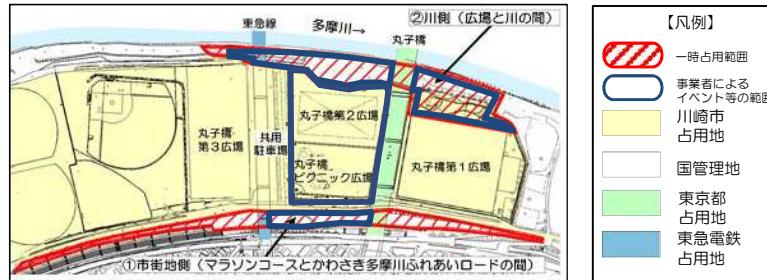 東急線
多摩川→
②川側（広場と川の間）
丸子橋
丸子橋
第3広場
共用
駐車場
丸子橋第2広場
丸子橋
ピクニック広場
丸子橋第1広場
①市街地側（マラソンコースとかわさき多摩川ふれあいロードの間）
【凡例】
一時占用範囲
事業者による
イベント等の範囲
川崎市
占用地
国管理地
東京都
占用地
東急電鉄
占用地